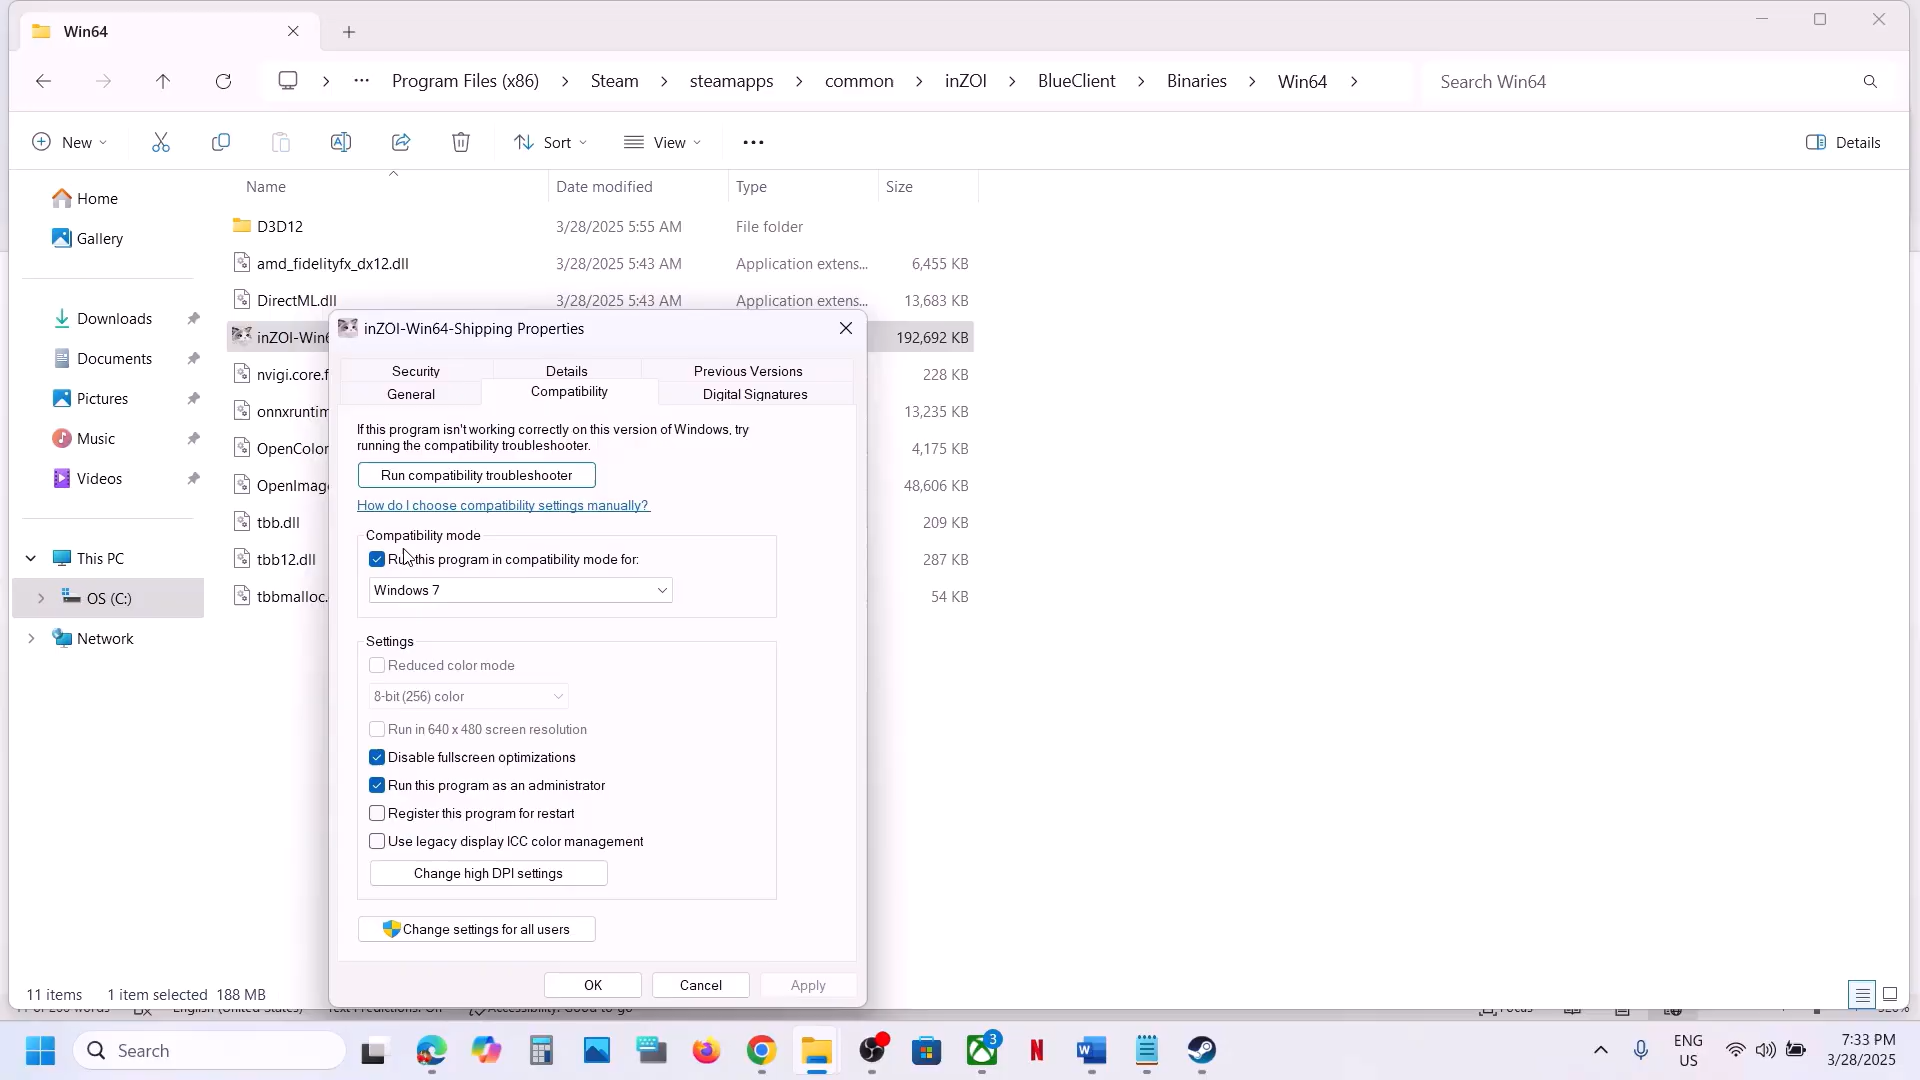 Win64
Program Files (x86) Steam steamapps common inZOI BlueClient Binaries Win64
Search Win64
New
Sort
View
Details
Home
Gallery
Downloads
Documents
Pictures
Music
Videos
This PC
OS (C:)
Network
Name Date modified Type Size
D3D12 3/28/2025 5:55 AM File folder
amd_fidelityfx_dx12.dll 3/28/2025 5:43 AM Application extens... 6,455 KB
DirectML.dll 3/28/2025 5:43 AM Application extens... 13,683 KB
inZOI-Win6 192,692 KB
nvigi.core.f 228 KB
onnxruntim 13,235 KB
OpenColor 4,175 KB
OpenImage 48,606 KB
tbb.dll 209 KB
tbb12.dll 287 KB
tbbmalloc. 54 KB
inZOI-Win64-Shipping Properties
Security Details Previous Versions
General Compatibility Digital Signatures
If this program isn't working correctly on this version of Windows, try
running the compatibility troubleshooter.
Run compatibility troubleshooter
How do I choose compatibility settings manually?
Compatibility mode
Run this program in compatibility mode for:
Windows 7
Settings
Reduced color mode
8-bit (256) color
Run in 640 x 480 screen resolution
Disable fullscreen optimizations
Run this program as an administrator
Register this program for restart
Use legacy display ICC color management
Change high DPI settings
Change settings for all users
OK Cancel Apply
11 items 1 item selected 188 MB
Search
3
ENG
US
7:33 PM
3/28/2025